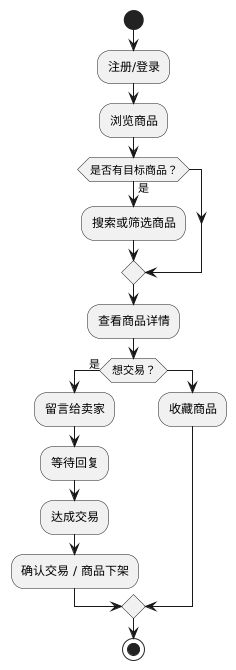 注册/登录
浏览商品
是否有目标商品？
是
搜索或筛选商品
查看商品详情
是
想交易？
留言给卖家
收藏商品
等待回复
达成交易
确认交易 / 商品下架